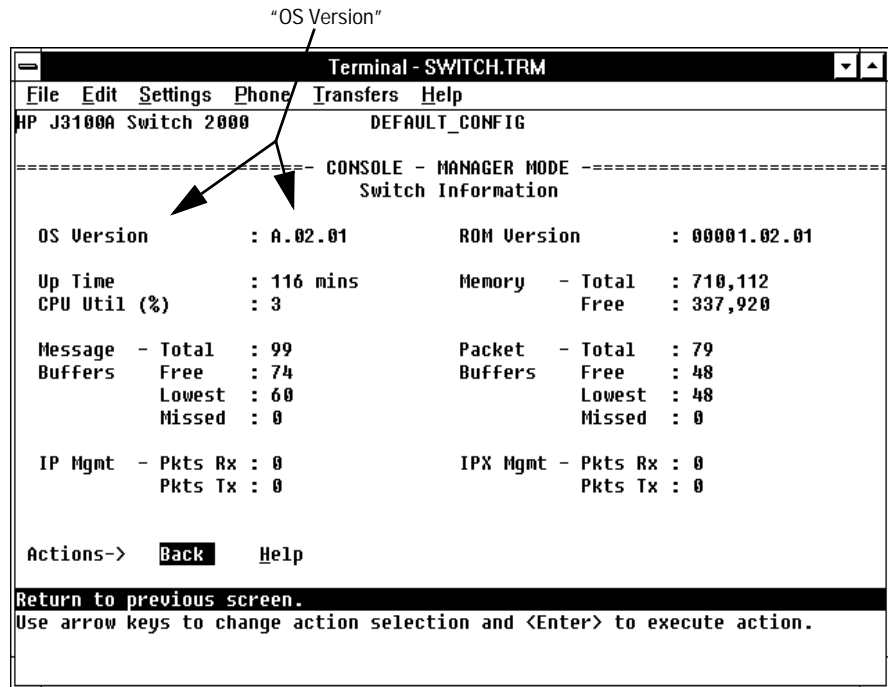 "OS Version"
Terminal - SWITCH.TRM
File Edit Settings Phone Transfers Help
HP J3100A Switch 2000 DEFAULT_CONFIG
==========================- CONSOLE - MANAGER MODE -===========================
Switch Information
OS Version : A.02.01 ROM Version : 00001.02.01
Up Time : 116 mins Memory - Total : 710,112
CPU Util (%) : 3 Free : 337,920
Message - Total : 99 Packet - Total : 79
Buffers Free : 74 Buffers Free : 48
Lowest : 60 Lowest : 48
Missed : 0 Missed : 0
IP Mgmt - Pkts Rx : 0 IPX Mgmt - Pkts Rx : 0
Pkts Tx : 0 Pkts Tx : 0
Actions-> Back Help
Return to previous screen.
Use arrow keys to change action selection and <Enter> to execute action.